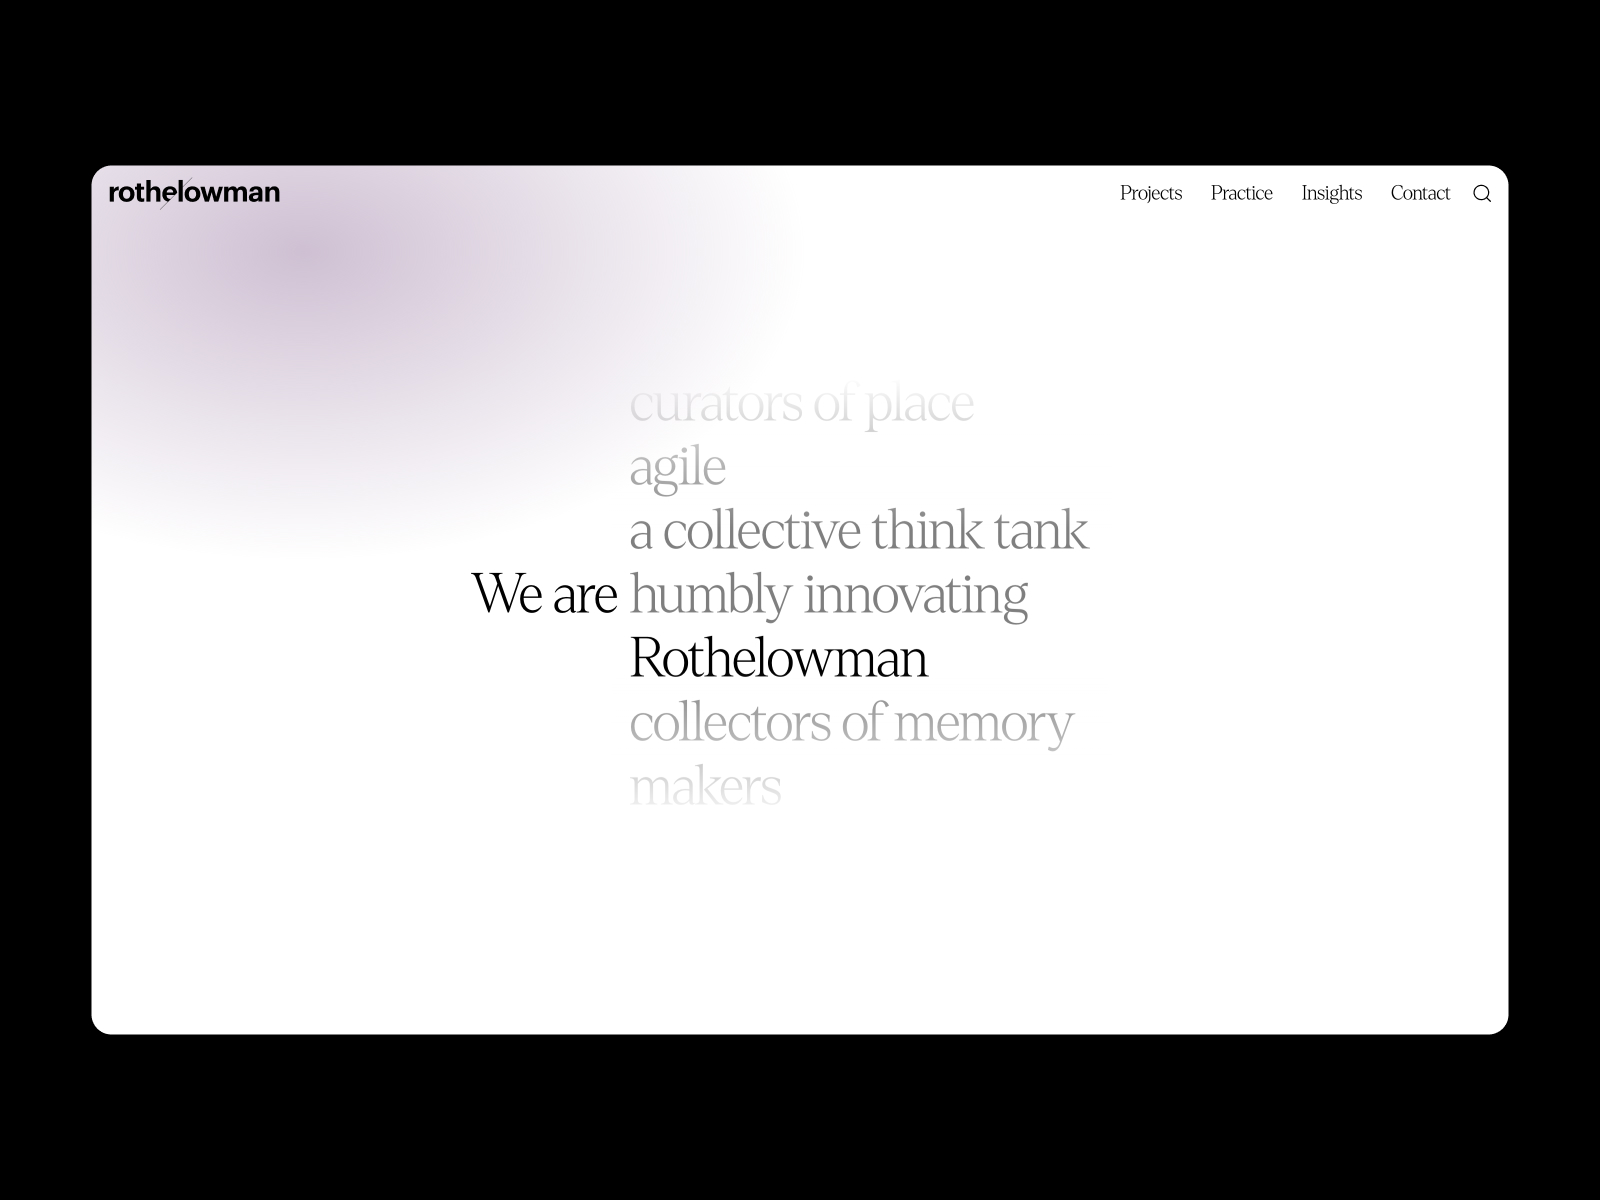 rothelowman
Projects Practice Insights Contact
curators of place
agile
a collective think tank
We are humbly innovating
Rothelowman
collectors of memory
makers